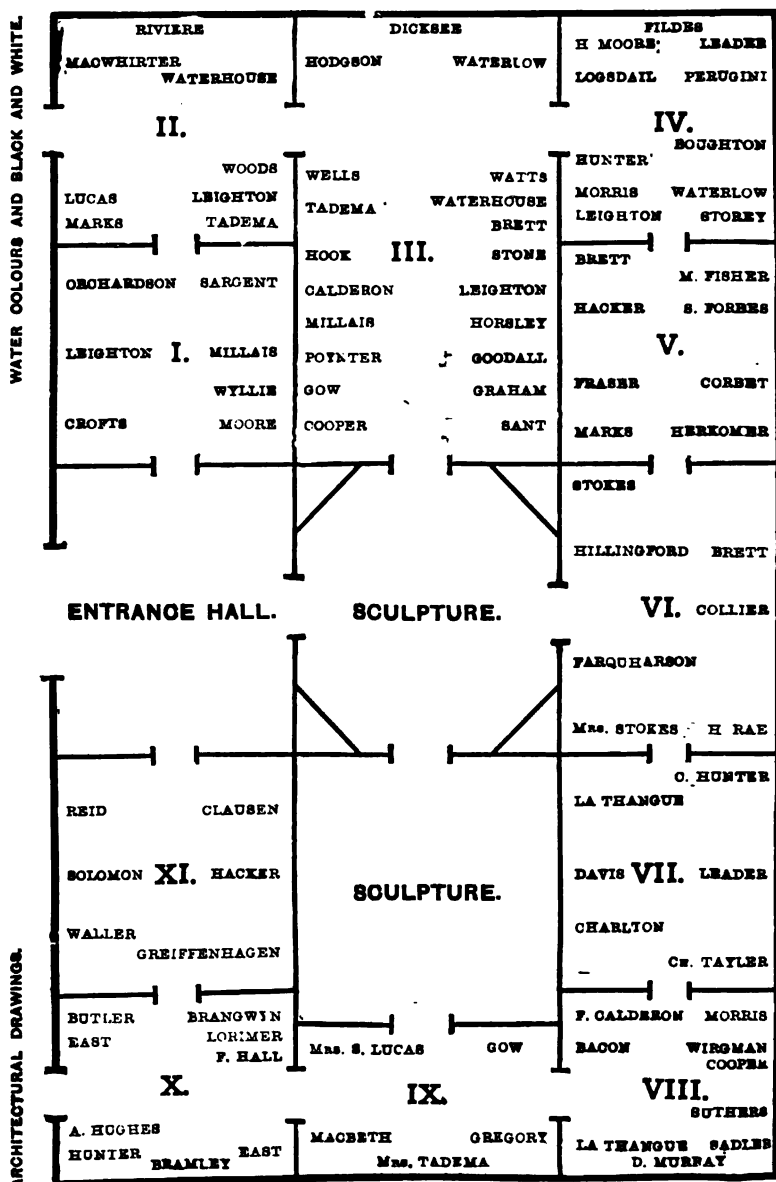 WATER COLOURS AND BLACK AND WHITE.
RIVIERE
MACWHIRTER
WATERHOUSE
II.
WOODS
LUCAS LEIGHTON
MARKS TADEMA
DICKSEE
HODGSON WATERLOW
FILDES
H MOORE LEADER
LOGSDAIL PERUGINI
IV.
BOUGHTON
HUNTER
MORRIS WATERLOW
LEIGHTON STOREY
ORCHARDSON SARGENT
LEIGHTON I. MILLAIS
WYLLIE
CROFTS MOORE
WELLS WATTS
TADEMA WATERHOUSE
BRETT
HOOK III. STONE
CALDERON LEIGHTON
MILLAIS HORSLEY
POYNTER GOODALL
GOW GRAHAM
COOPER SANT
BRETT
M. FISHER
HACKER S. FORBES
V.
FRASER CORBET
MARKS HERKOMER
ENTRANCE HALL.
SCULPTURE.
STOKES
HILLINGFORD BRETT
VI. COLLIER
FARQUHARSON
Mrs. STOKES H RAE
ARCHITECTURAL DRAWINGS.
REID CLAUSEN
SOLOMON XI. HACKER
WALLER
GREIFFENHAGEN
SCULPTURE.
C. HUNTER
LA THANGUE
DAVIS VII. LEADER
CHARLTON
CH. TAYLER
BUTLER BRANGWYN
EAST LORIMER
F. HALL
X.
A. HUGHES
HUNTER BRAMLEY EAST
Mrs. S. LUCAS GOW
IX.
MACBETH GREGORY
Mrs. TADEMA
F. CALDERON MORRIS
BACON WIRGMAN
COOPER
VIII.
SUTHERS
LA THANGUE SADLER
D. MURRAY